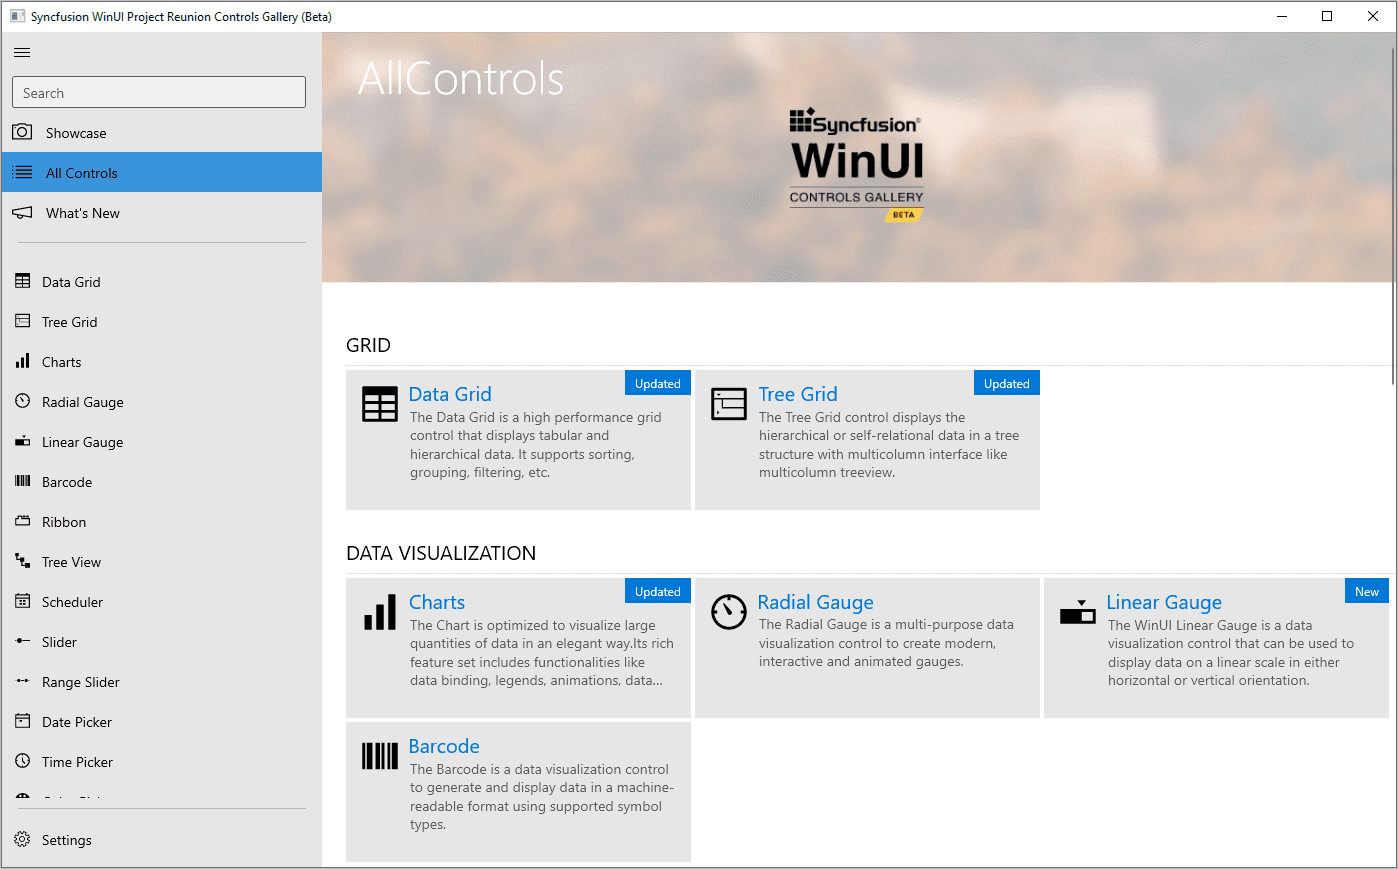 Syncfusion WinUI Project Reunion Controls Gallery (Beta)
Search
Showcase
All Controls
What's New
Data Grid
Tree Grid
Charts
Radial Gauge
Linear Gauge
Barcode
Ribbon
Tree View
Scheduler
Slider
Range Slider
Date Picker
Time Picker
Settings
AllControls
Syncfusion®
WinUI
CONTROLS GALLERY
BETA
GRID
Data Grid
Updated
The Data Grid is a high performance grid
control that displays tabular and
hierarchical data. It supports sorting,
grouping, filtering, etc.
Tree Grid
Updated
The Tree Grid control displays the
hierarchical or self-relational data in a tree
structure with multicolumn interface like
multicolumn treeview.
DATA VISUALIZATION
Charts
Updated
The Chart is optimized to visualize large
quantities of data in an elegant way.Its rich
feature set includes functionalities like
data binding, legends, animations, data...
Radial Gauge
The Radial Gauge is a multi-purpose data
visualization control to create modern,
interactive and animated gauges.
Linear Gauge
New
The WinUI Linear Gauge is a data
visualization control that can be used to
display data on a linear scale in either
horizontal or vertical orientation.
Barcode
The Barcode is a data visualization control
to generate and display data in a machine-
readable format using supported symbol
types.